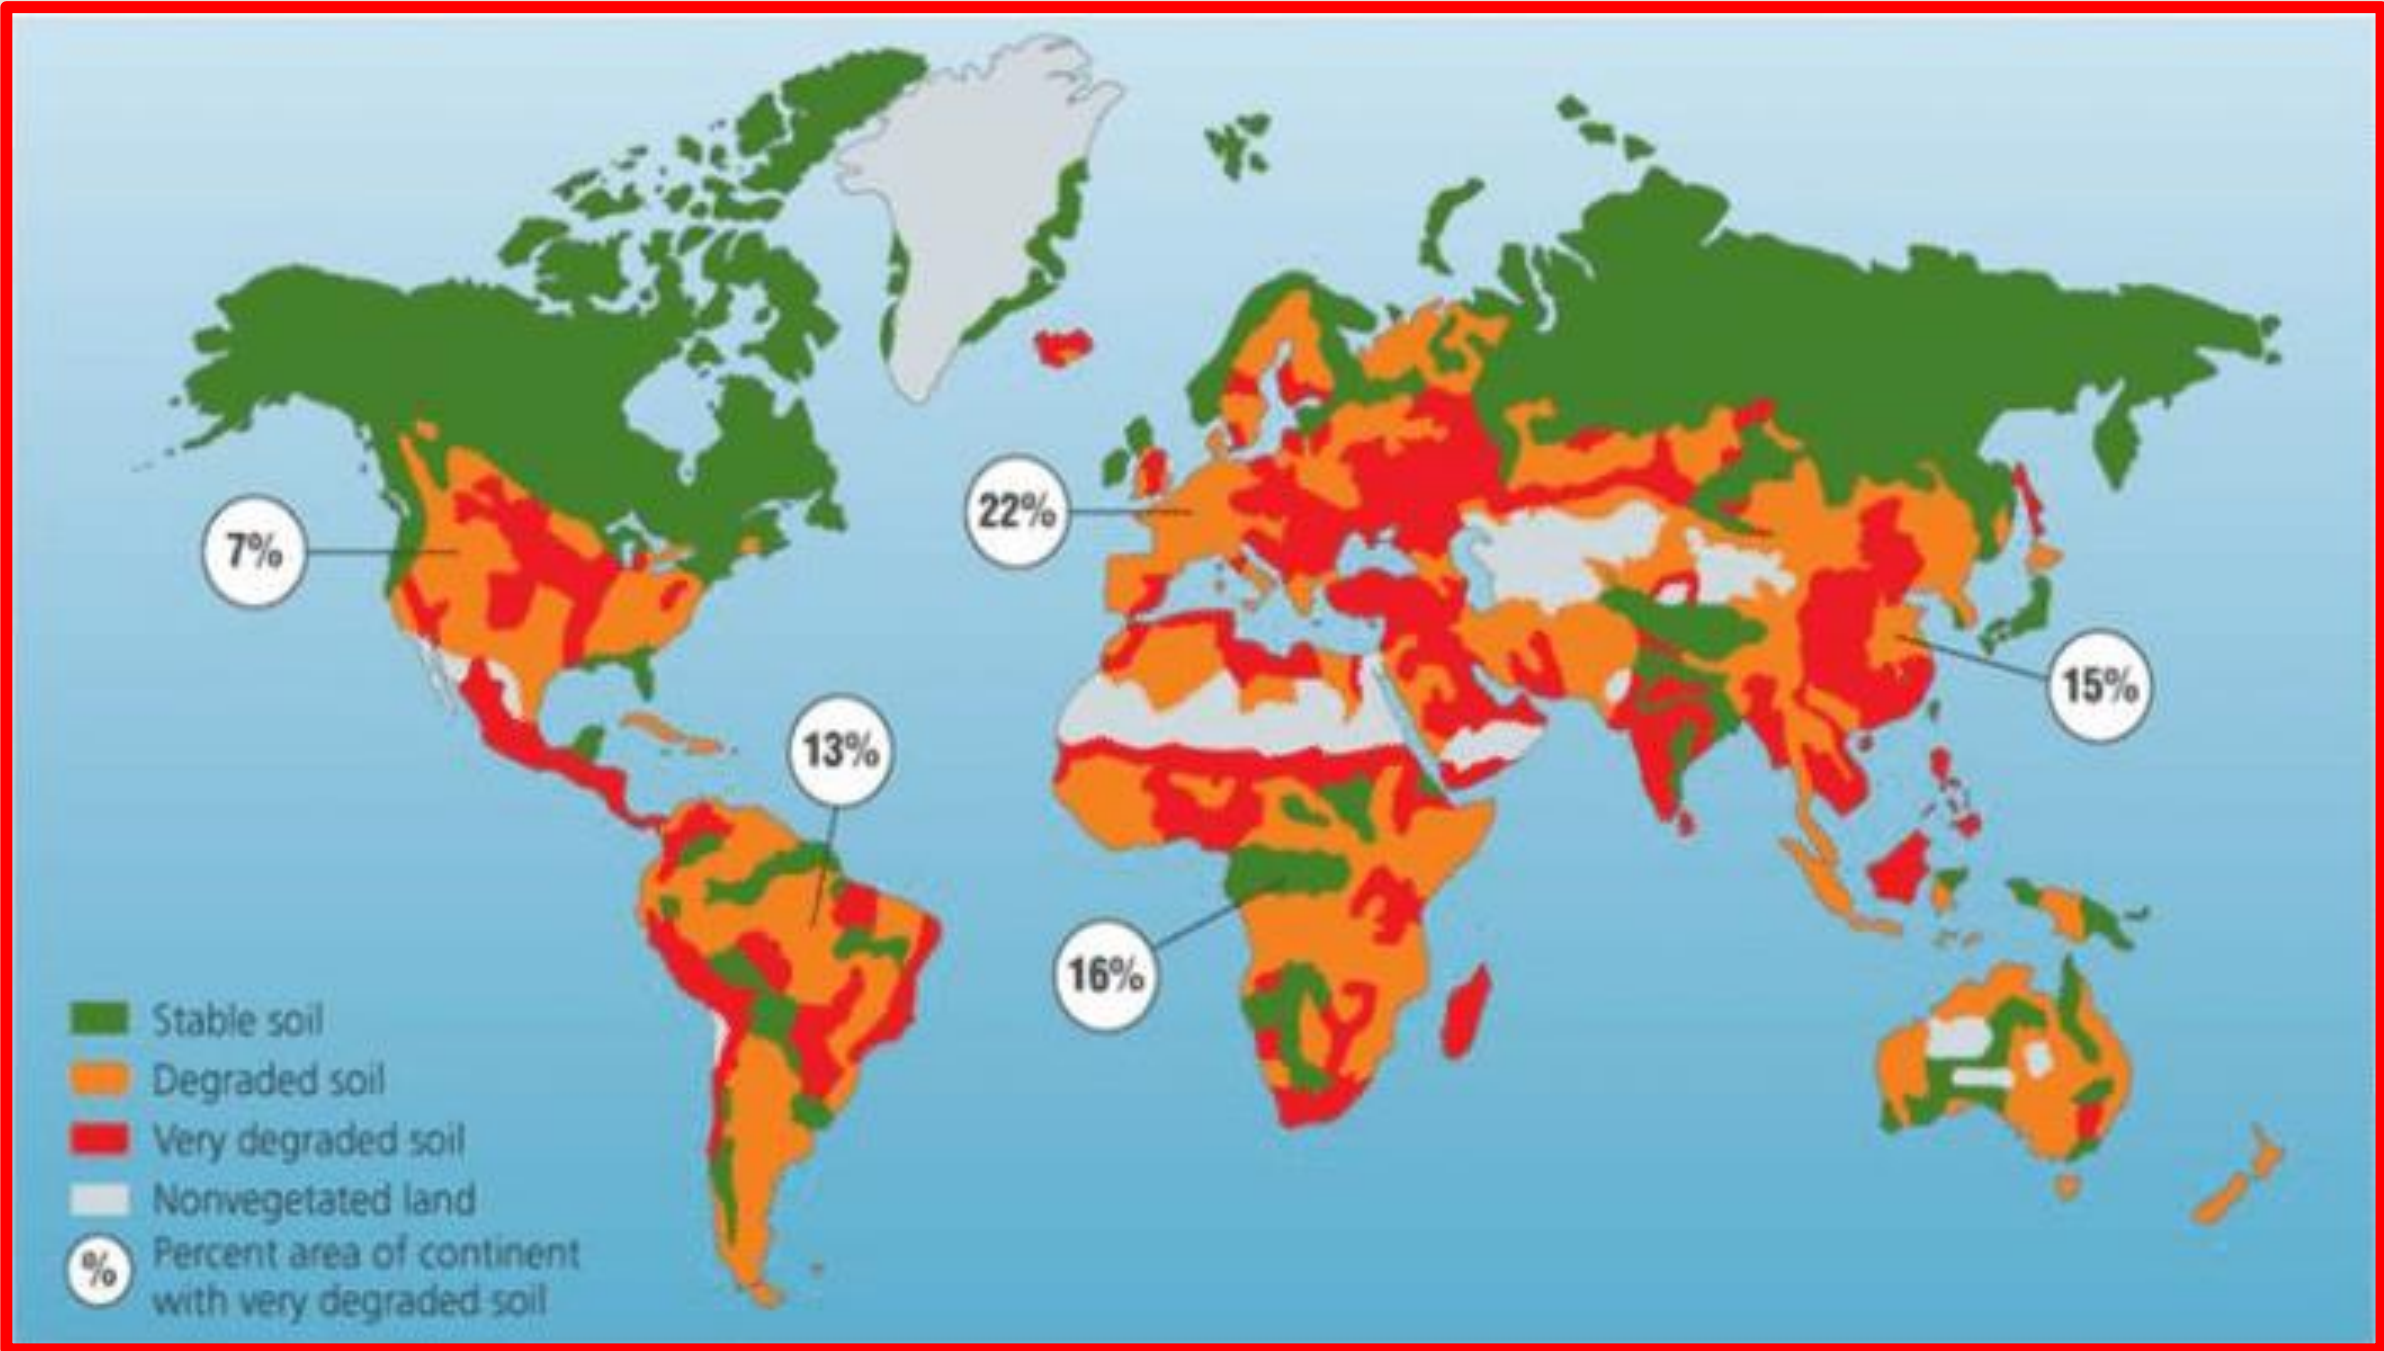 22%
7%
15%
13%
16%
Stable soil
Degraded soil
Very degraded soil
Nonvegetated land
% Percent area of continent
with very degraded soil